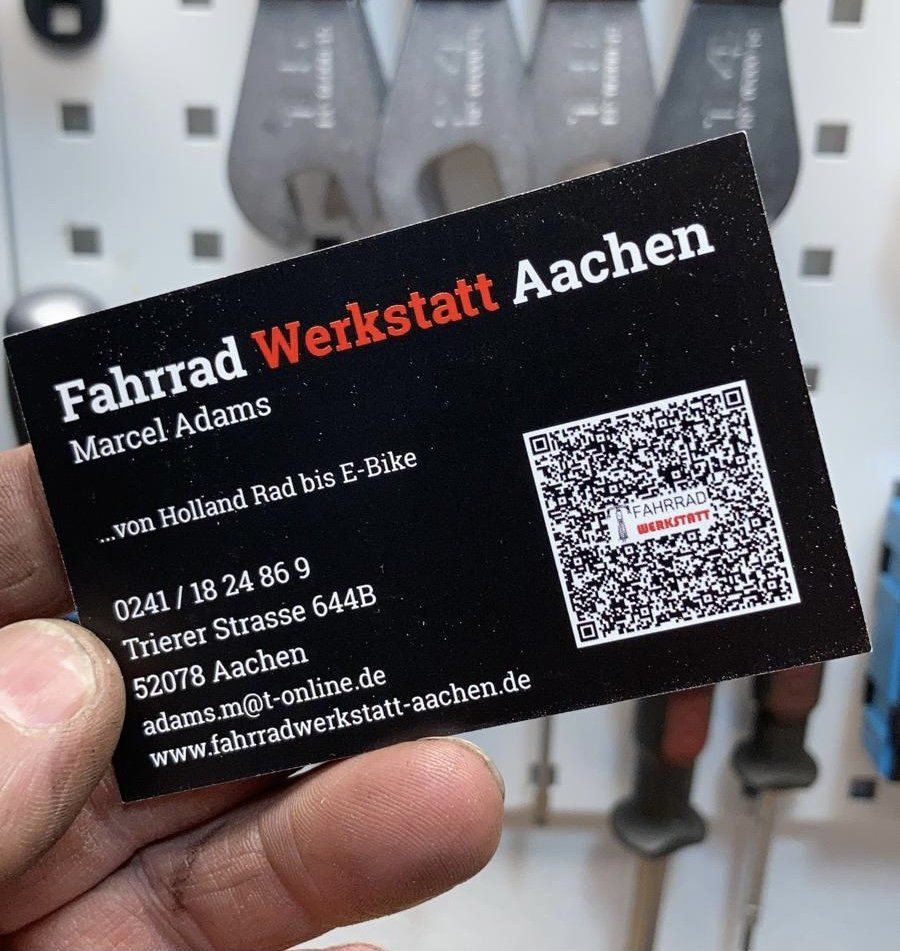 Fahrrad Werkstatt Aachen
Marcel Adams
...von Holland Rad bis E-Bike
0241 / 18 24 86 9
Trierer Strasse 644B
52078 Aachen
adams.m@t-online.de
www.fahrradwerkstatt-aachen.de
FAHRRAD
WERKSTATT